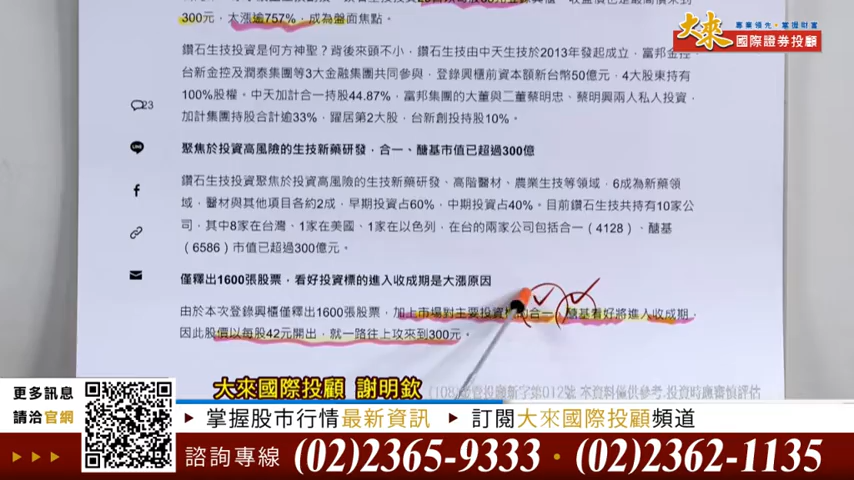 300元，太漲逾757%，成為盤面焦點。
大來
專業領先•掌握財富
國際證券投顧
鑽石生技投資是何方神聖？背後來頭不小，鑽石生技由中天生技於2013年發起成立，富邦金控、
台新金控及潤泰集團等3大金融集團共同參與，登錄興櫃前資本額新台幣50億元，4大股東持有
100%股權。中天加計合一持股44.87%，富邦集團的大董與二董蔡明忠、蔡明興兩人私人投資，
加計集團持股合計逾33%，躍居第2大股，台新創投持股10%。
23
聚焦於投資高風險的生技新藥研發，合一、醣基市值已超過300億
鑽石生技投資聚焦於投資高風險的生技新藥研發、高階醫材、農業生技等領域，6成為新藥領
域，醫材與其他項目各約2成，早期投資占60%，中期投資占40%。目前鑽石生技共持有10家公
司，其中8家在台灣、1家在美國、1家在以色列，在台的兩家公司包括合一（4128）、醣基
（6586）市值已超過300億元。
僅釋出1600張股票，看好投資標的進入收成期是大漲原因
由於本次登錄興櫃僅釋出1600張股票，加上市場對主要投資標的合一、醣基看好將進入收成期，
因此股價以每股42元開出，就一路往上攻來到300元。
大來國際投顧 謝明欽
本資料僅供參考，投資時應審慎評估
更多訊息
請洽官網
掌握股市行情最新資訊 訂閱大來國際投顧頻道
諮詢專線 (02)2365-9333•(02)2362-1135